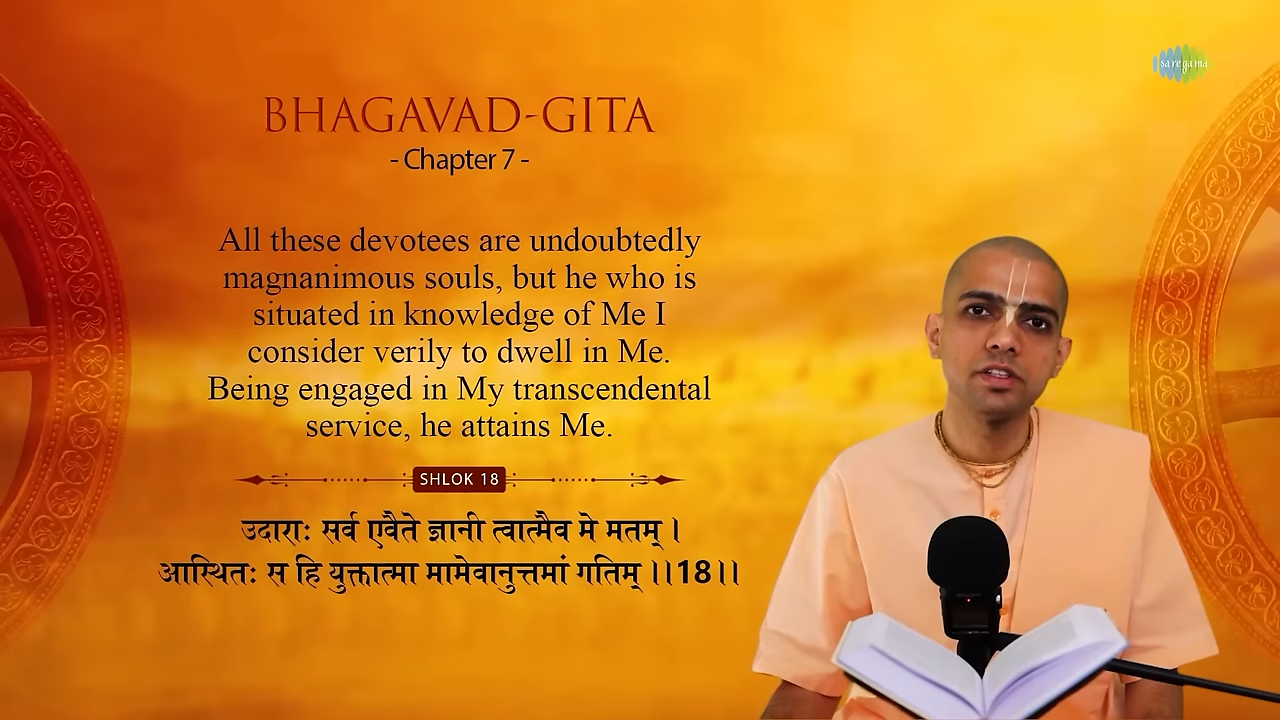 saregama
BHAGAVAD-GITA
- Chapter 7 -
All these devotees are undoubtedly
magnanimous souls, but he who is
situated in knowledge of Me I
consider verily to dwell in Me.
Being engaged in My transcendental
service, he attains Me.
SHLOK 18
उदाराः सर्व एवैते ज्ञानी त्वात्मैव मे मतम् ।
आस्थितः स हि युक्तात्मा मामेवानुत्तमां गतिम् ।।18।।